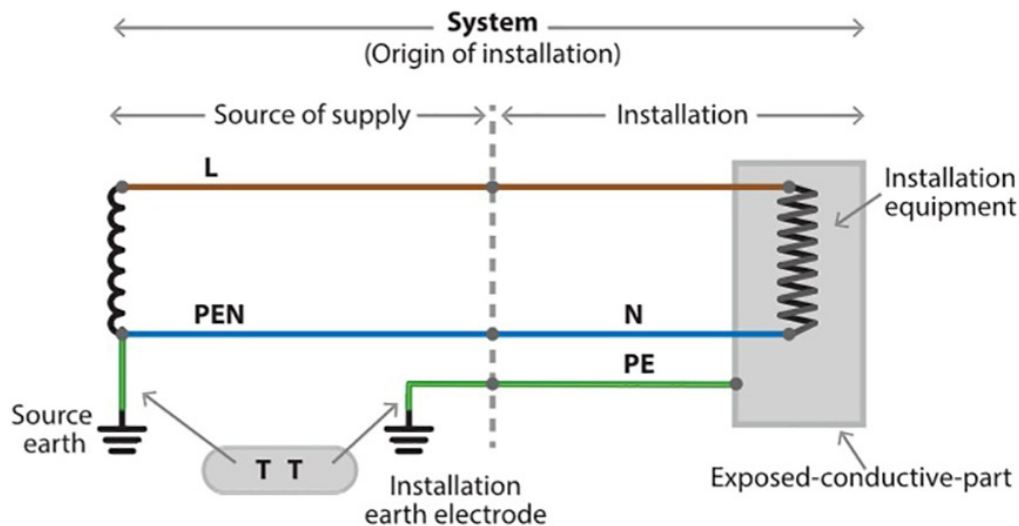 System
(Origin of installation)
Source of supply
Installation
L
Installation
equipment
PEN
N
PE
Source
earth
T T
Installation
earth electrode
Exposed-conductive-part